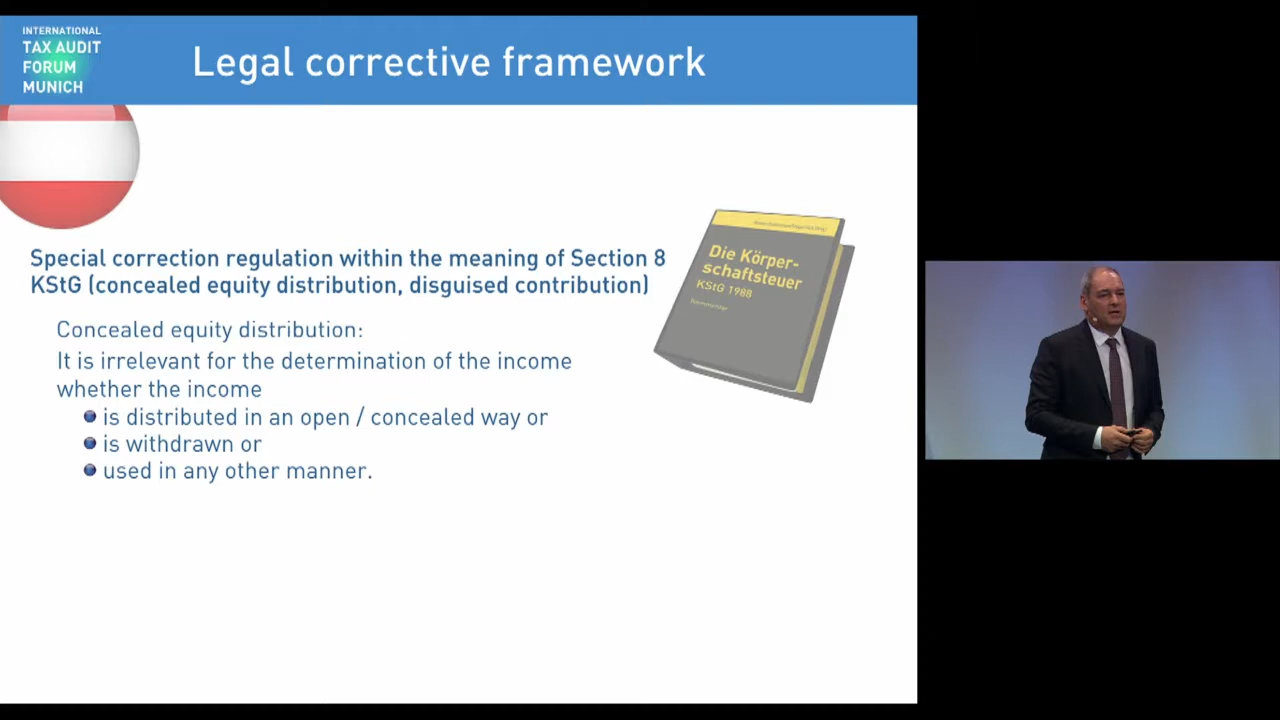 INTERNATIONAL
TAX AUDIT
FORUM
MUNICH
Legal corrective framework
Special correction regulation within the meaning of Section 8
KStG (concealed equity distribution, disguised contribution)
Concealed equity distribution:
It is irrelevant for the determination of the income
whether the income
is distributed in an open / concealed way or
is withdrawn or
used in any other manner.
Die Körper-
schaftsteuer
KStG 1988